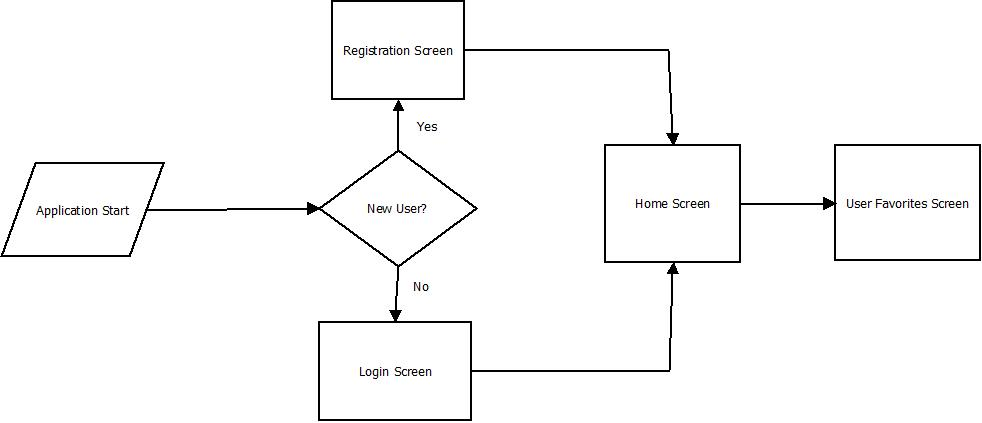 Registration Screen
Yes
Application Start
New User?
Home Screen
User Favorites Screen
No
Login Screen